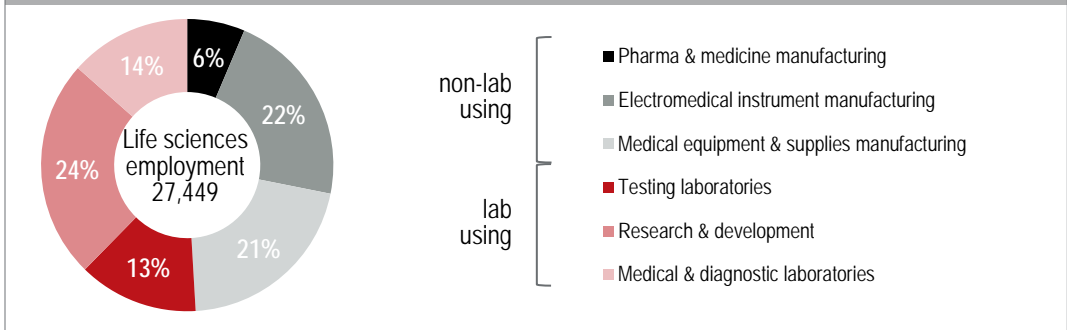 6%
22%
21%
13%
24%
14%
Life sciences
employment
27,449
non-lab
using
lab
using
Pharma & medicine manufacturing
Electromedical instrument manufacturing
Medical equipment & supplies manufacturing
Testing laboratories
Research & development
Medical & diagnostic laboratories